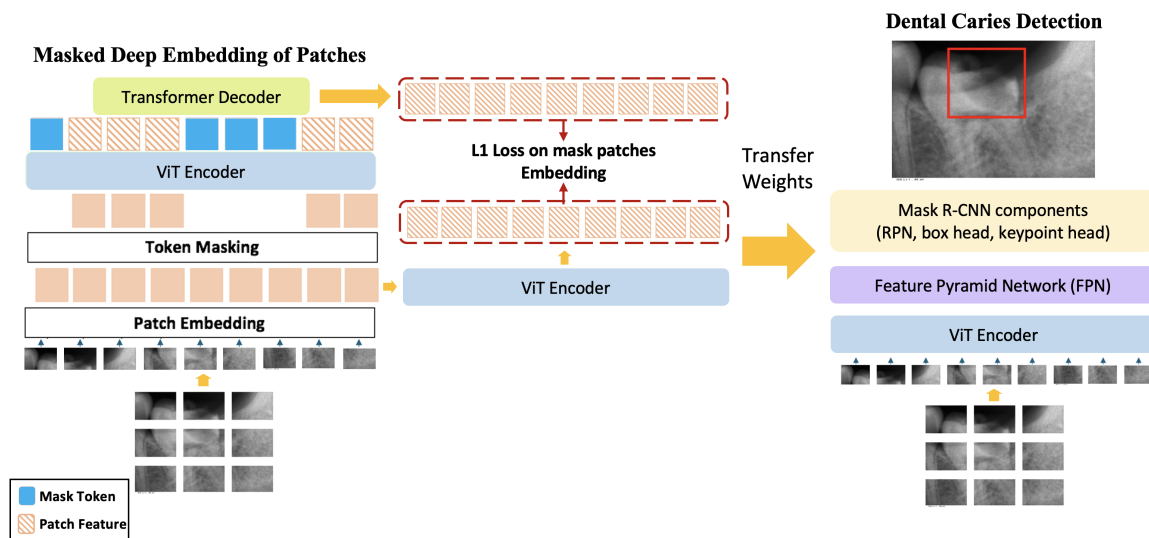 Masked Deep Embedding of Patches
Transformer Decoder
ViT Encoder
Token Masking
Patch Embedding
Mask Token
Patch Feature
L1 Loss on mask patches
Embedding
ViT Encoder
Transfer
Weights
Dental Caries Detection
Mask R-CNN components
(RPN, box head, keypoint head)
Feature Pyramid Network (FPN)
ViT Encoder